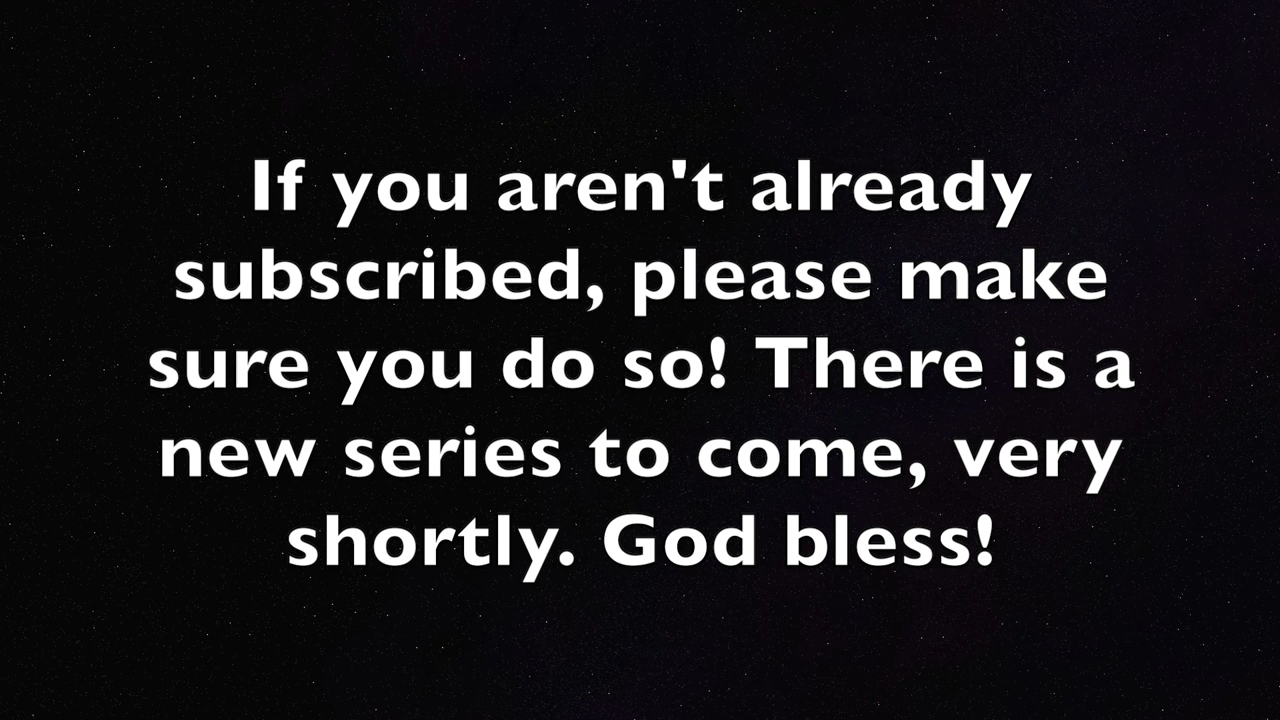 If you aren't already
subscribed, please make
sure you do so! There is a
new series to come, very
shortly. God bless!